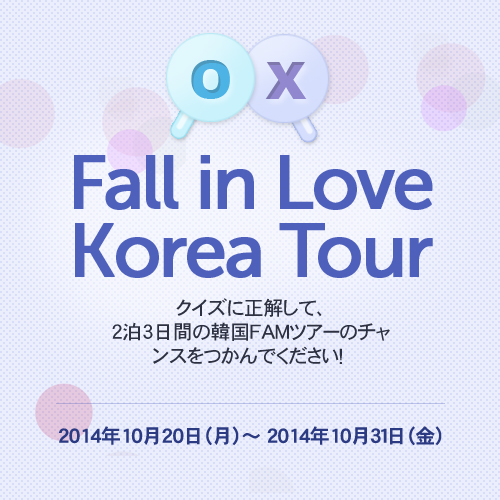 O X
Fall in Love
Korea Tour
クイズに正解して、
2泊3日間の韓国FAMツアーのチャ
ンスをつかんでください!
2014年10月20日(月)～ 2014年10月31日(金)